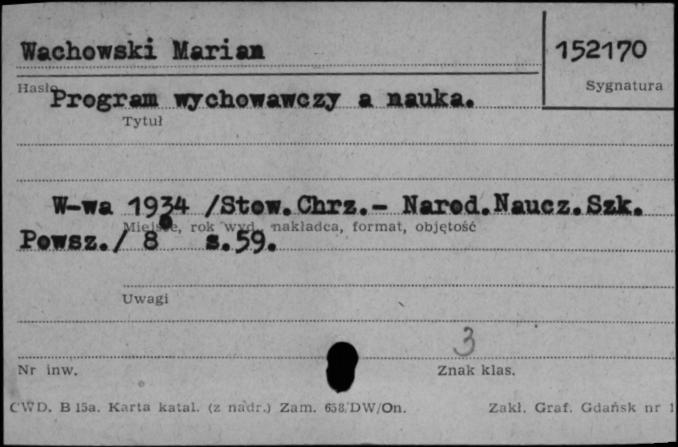 Wachowski Marian
152170
Hasło
Sygnatura
Program wychowawczy a nauka.
Tytuł
W-wa 1934 /Stow.Chrz.- Narod.Naucz.Szk.
Miejsce, rok wyd., nakładca, format, objętość
Powsz./ 8° s.59.
Uwagi
3
Nr inw.
Znak klas.
CWD. B 15a. Karta katal. (z nadr.) Zam. 658/DW/On.
Zakł. Graf. Gdańsk nr 1